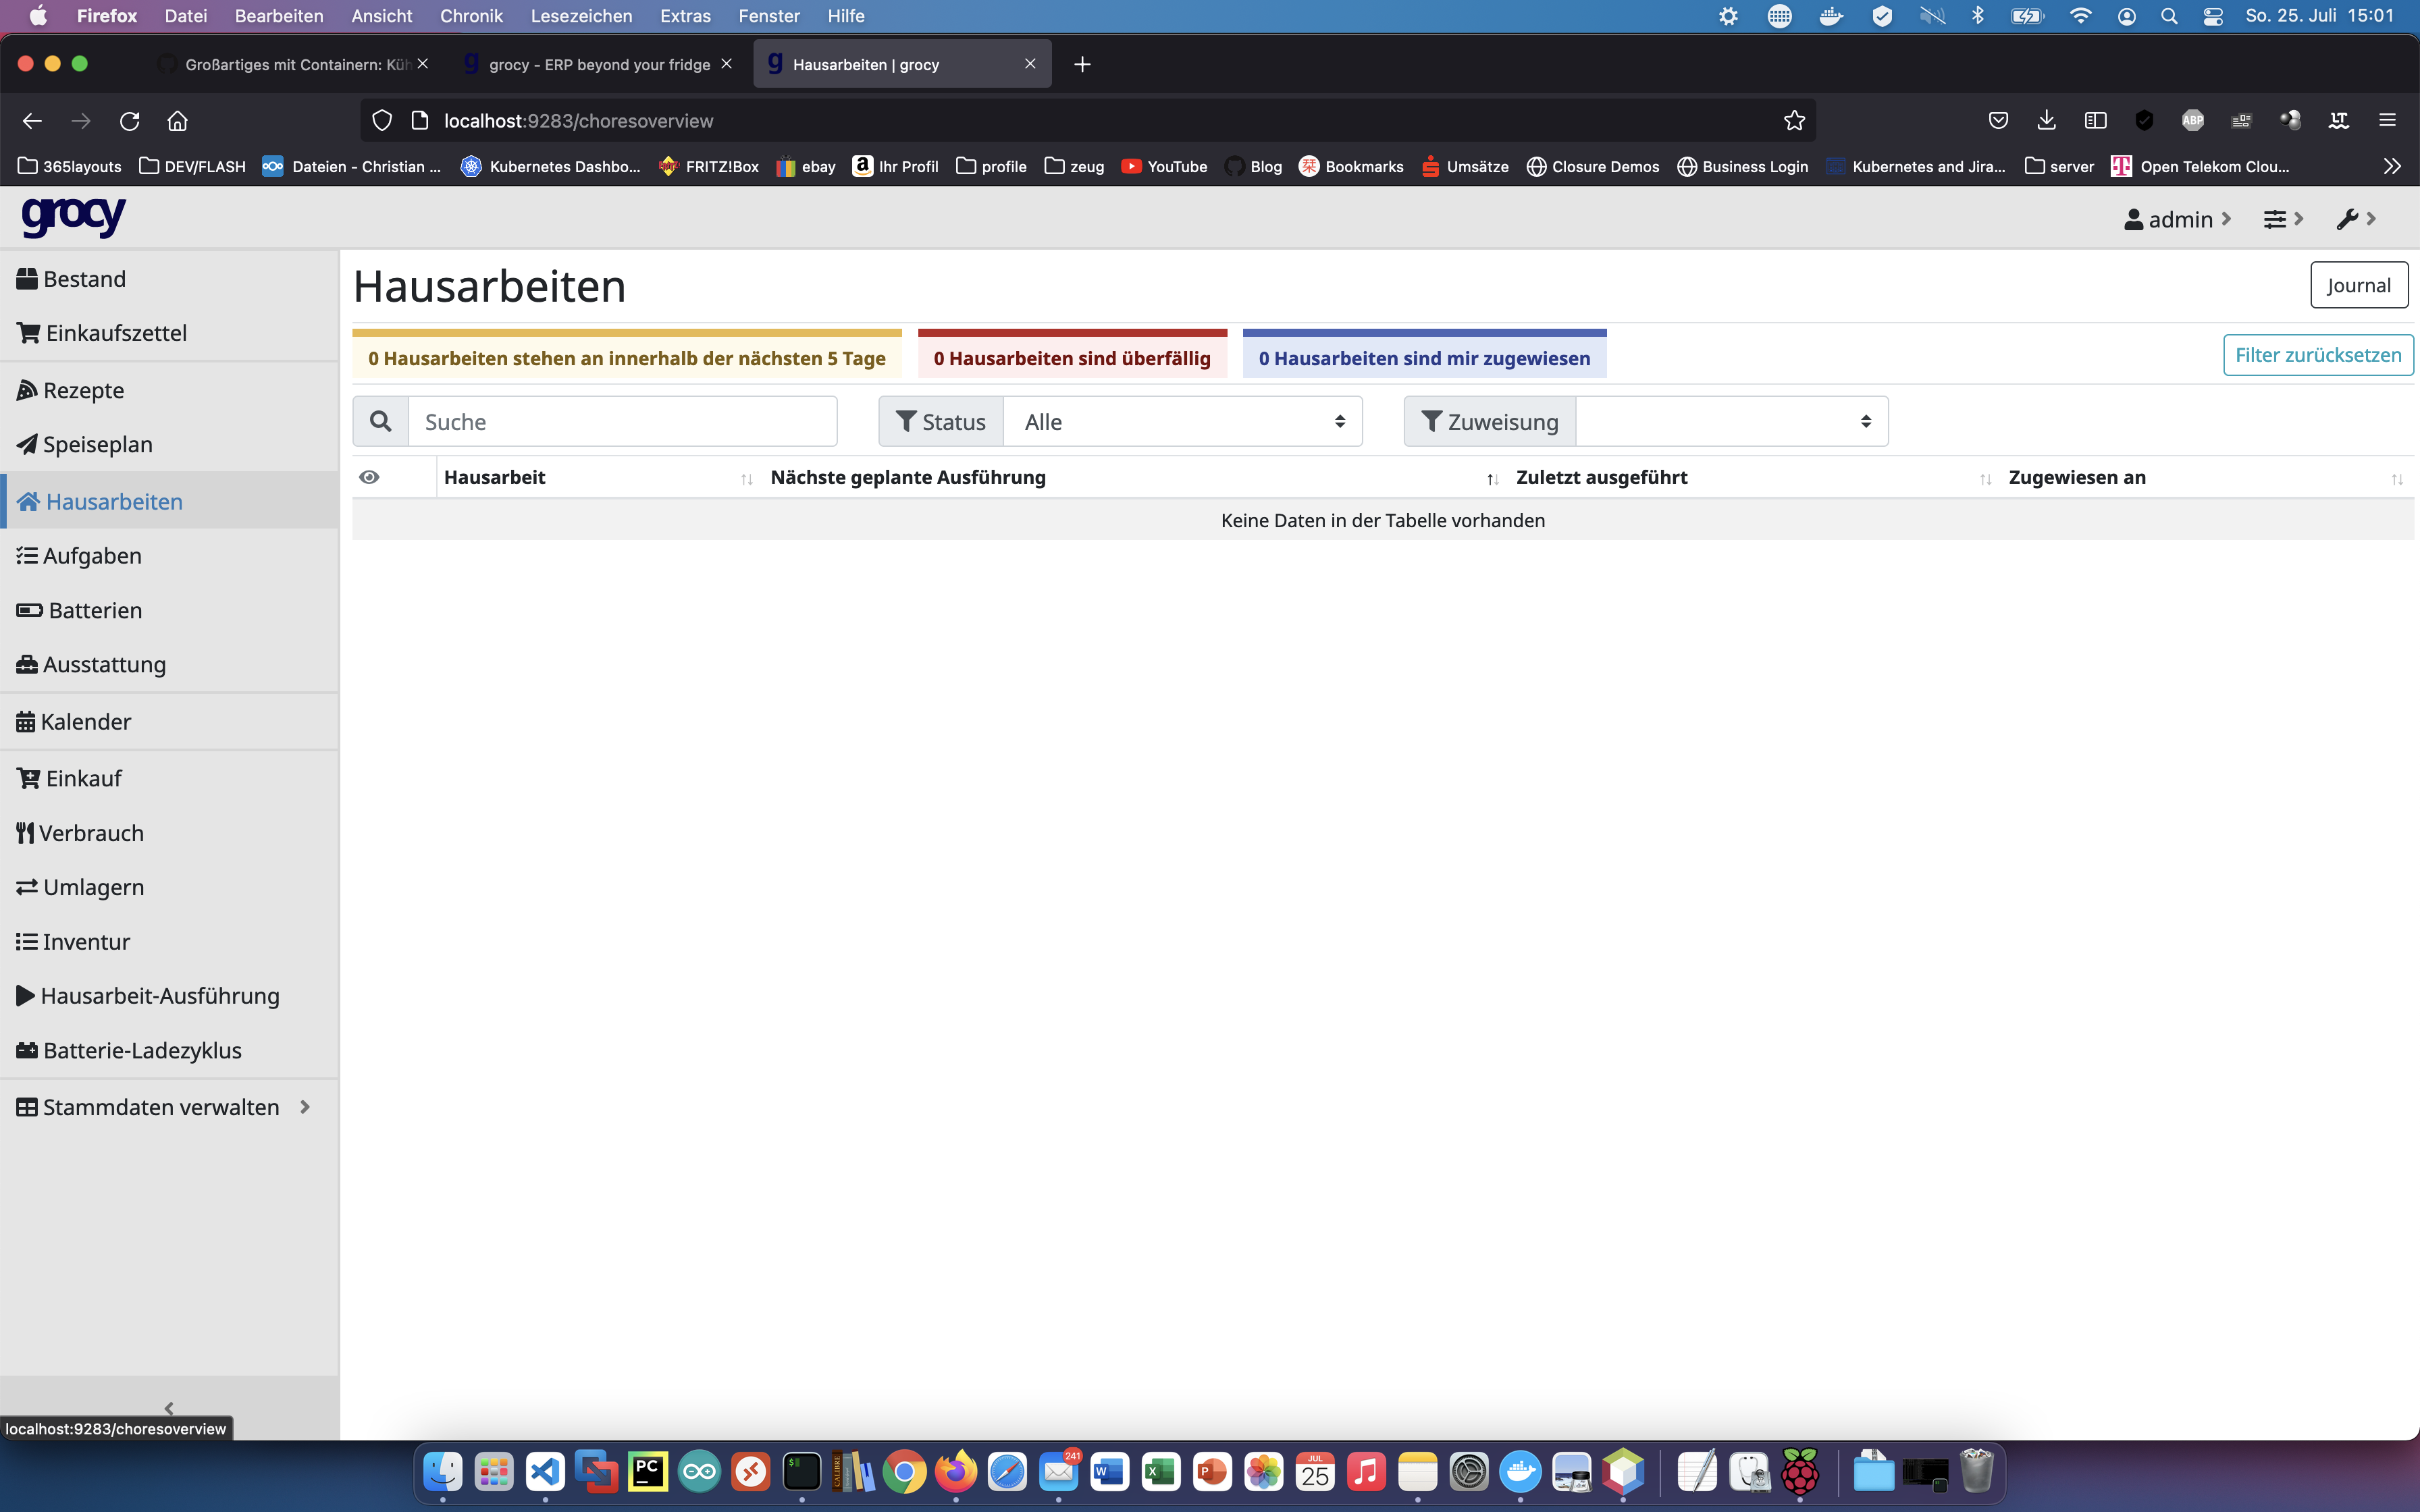 Firefox Datei Bearbeiten Ansicht Chronik Lesezeichen Extras Fenster Hilfe So. 25. Juli 15:01
Großartiges mit Containern: Küh grocy - ERP beyond your fridge Hausarbeiten | grocy
localhost:9283/choresoverview ABP LT
365layouts DEV/FLASH Dateien - Christian ... Kubernetes Dashbo... FRITZ!Box ebay Ihr Profil profile zeug YouTube Blog Bookmarks Umsätze Closure Demos Business Login Kubernetes and Jira... server Open Telekom Clou...
grocy admin
Bestand
Einkaufszettel
Rezepte
Speiseplan
Hausarbeiten
Aufgaben
Batterien
Ausstattung
Kalender
Einkauf
Verbrauch
Umlagern
Inventur
Hausarbeit-Ausführung
Batterie-Ladezyklus
Stammdaten verwalten
Hausarbeiten Journal
0 Hausarbeiten stehen an innerhalb der nächsten 5 Tage 0 Hausarbeiten sind überfällig 0 Hausarbeiten sind mir zugewiesen Filter zurücksetzen
Suche Status Alle Zuweisung
Hausarbeit Nächste geplante Ausführung Zuletzt ausgeführt Zugewiesen an
Keine Daten in der Tabelle vorhanden
localhost:9283/choresoverview
PC CALIBRE 241 W X P JUL 25